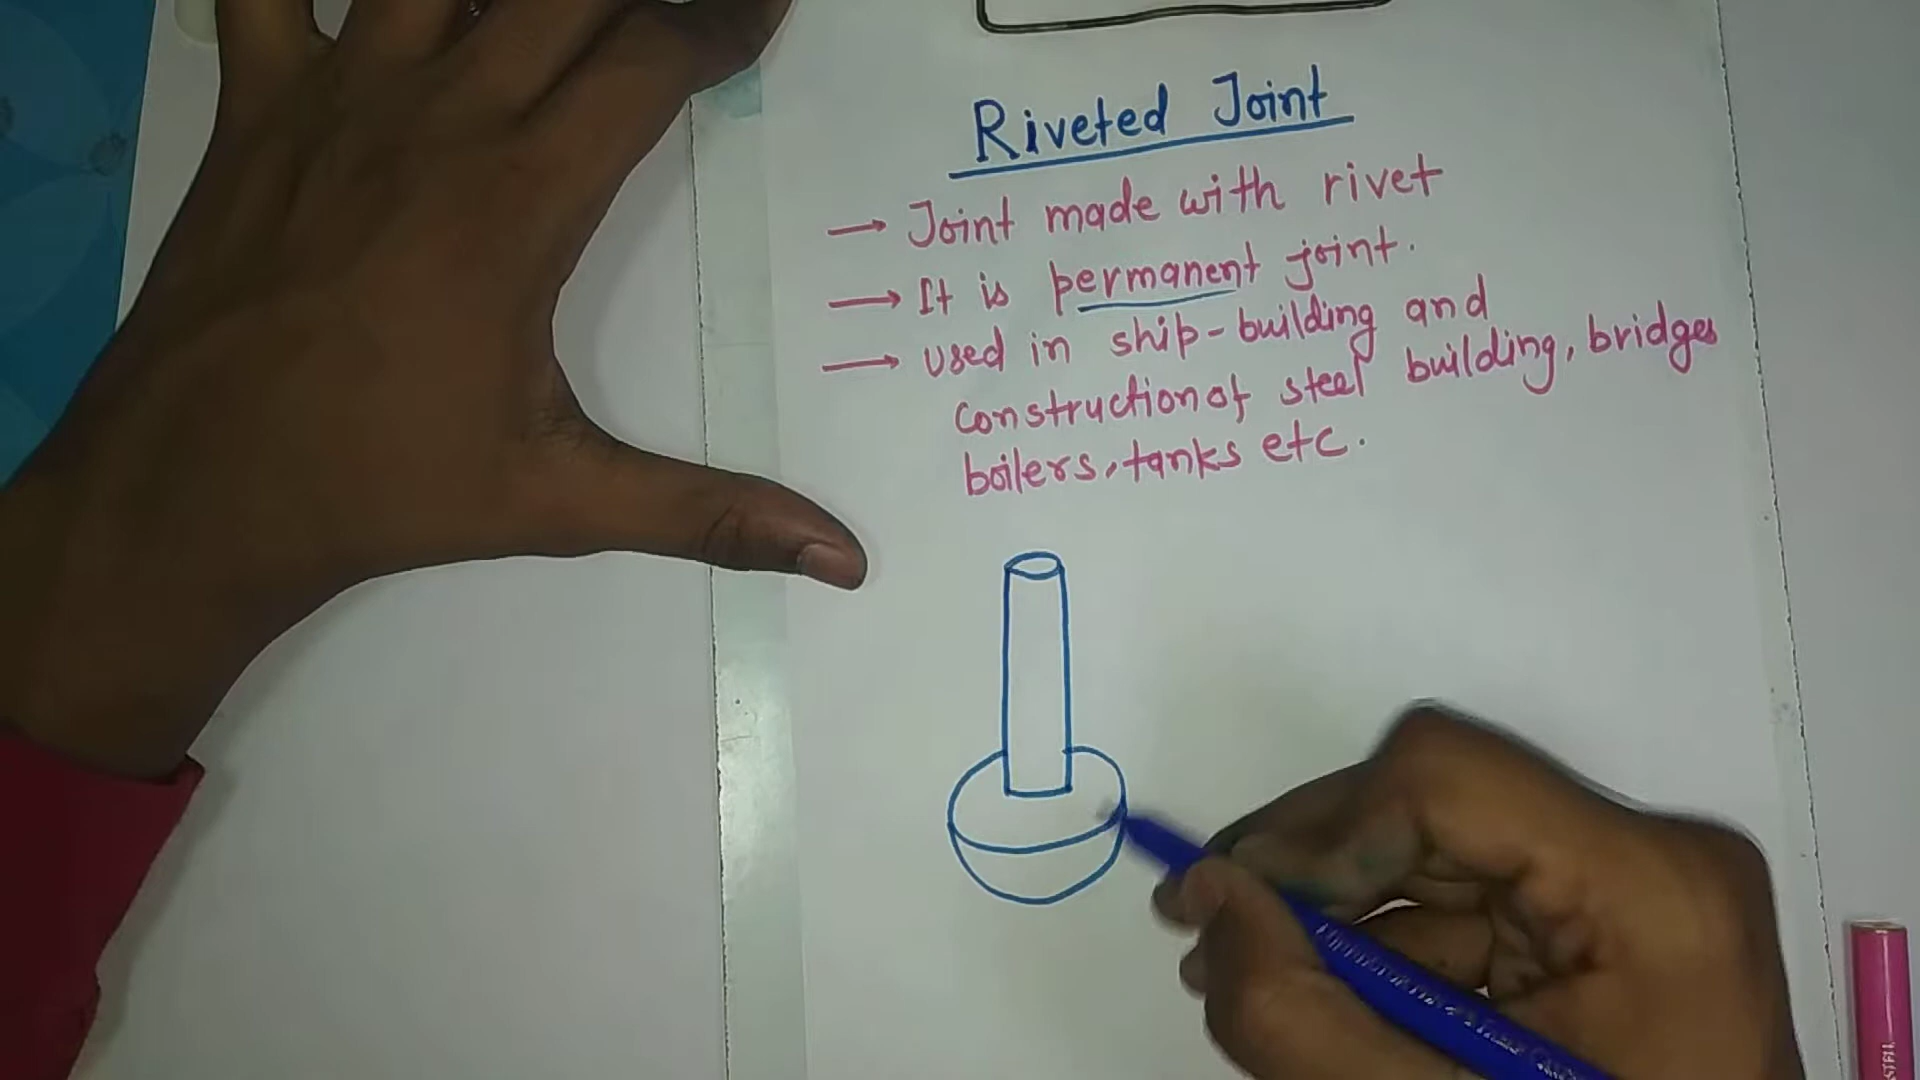 Riveted Joint
→ Joint made with rivet
→ It is permanent joint.
→ used in ship-building and
construction of steel building, bridges
boilers, tanks etc.